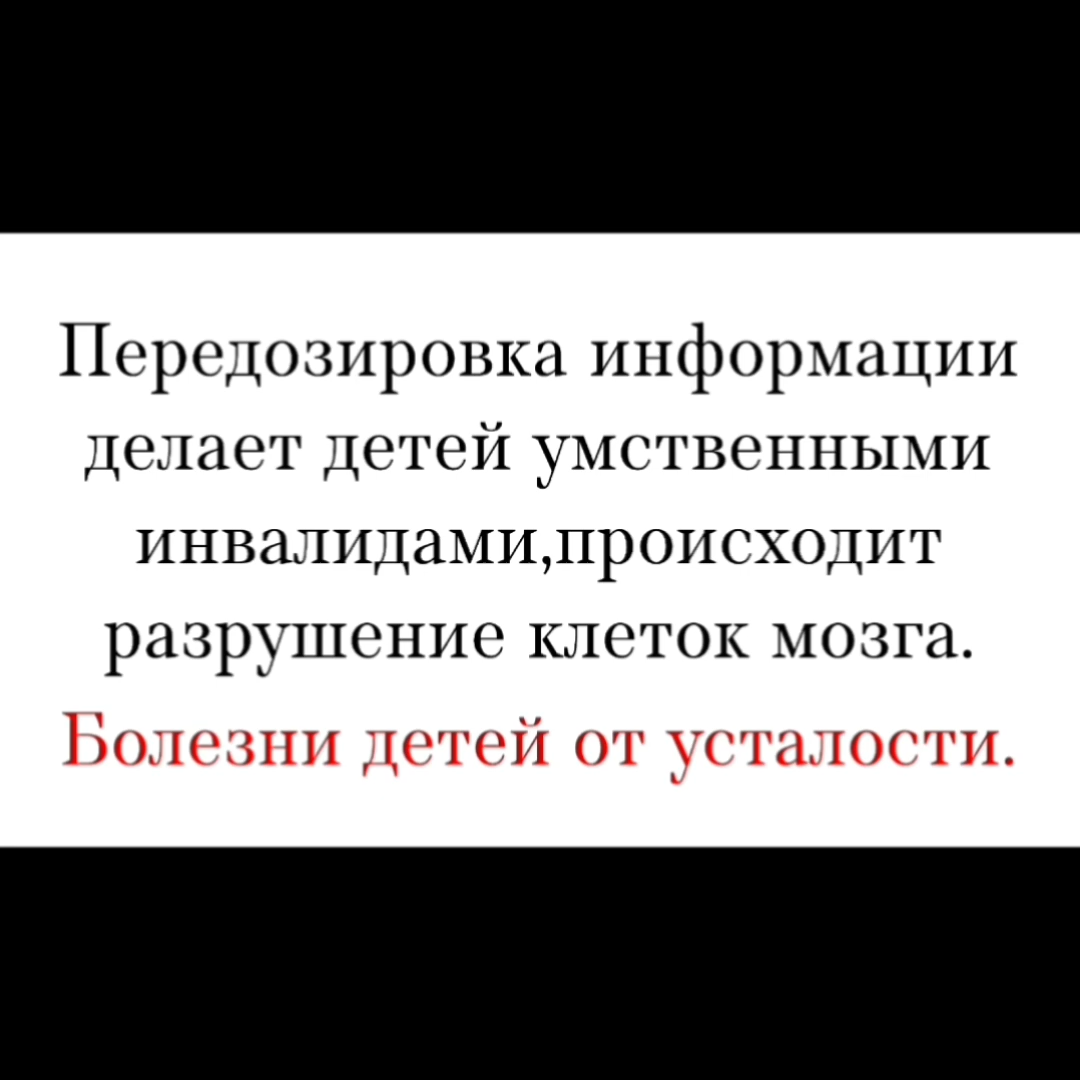 Передозировка информации
делает детей умственными
инвалидами,происходит
разрушение клеток мозга.
Болезни детей от усталости.